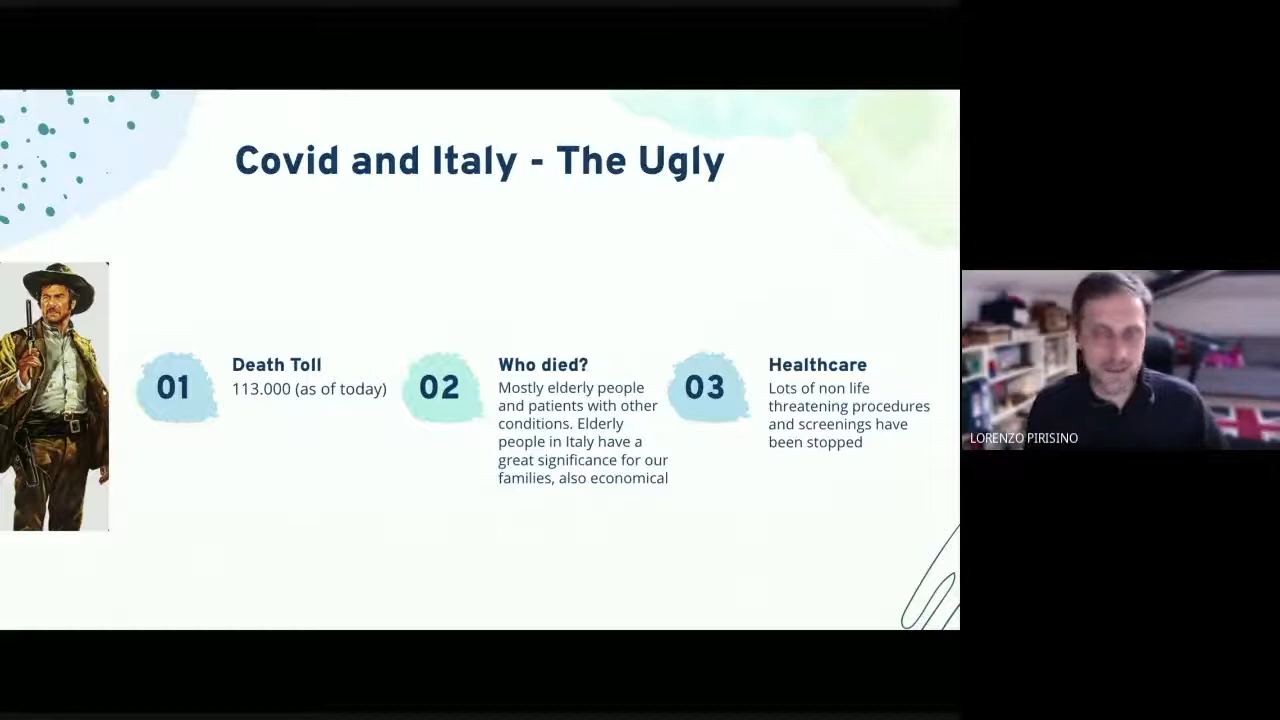 Covid and Italy - The Ugly
01
Death Toll
113.000 (as of today)
02
Who died?
Mostly elderly people
and patients with other
conditions. Elderly
people in Italy have a
great significance for our
families, also economical
03
Healthcare
Lots of non life
threatening procedures
and screenings have
been stopped
LORENZO PIRISINO